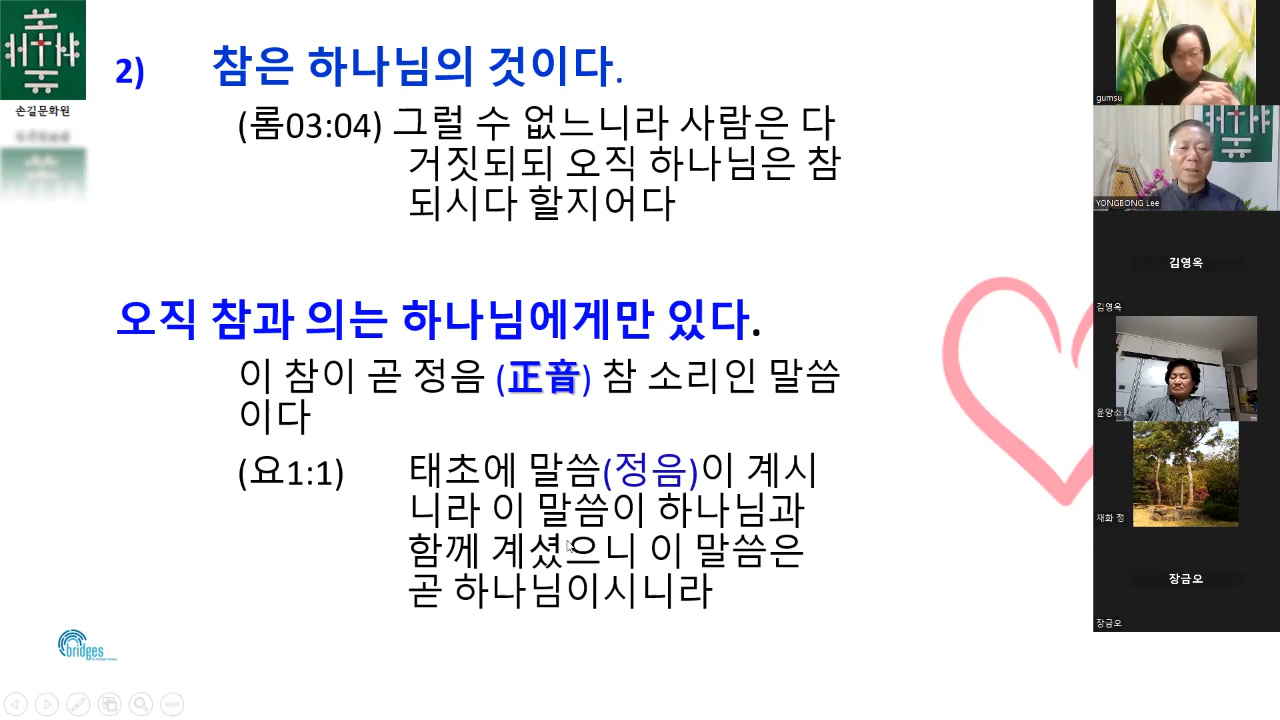 손길문화원
2) 참은 하나님의 것이다.
(롬03:04) 그럴 수 없느니라 사람은 다
거짓되되 오직 하나님은 참
되시다 할지어다
오직 참과 의는 하나님에게만 있다.
이 참이 곧 정음 (正音) 참 소리인 말씀
이다
(요1:1) 태초에 말씀(정음)이 계시
니라 이 말씀이 하나님과
함께 계셨으니 이 말씀은
곧 하나님이시니라
bridges
INTERNATIONAL
gumsu
YONGBONG Lee
김영옥
김영옥
윤양소
재화 정
장금오
장금오